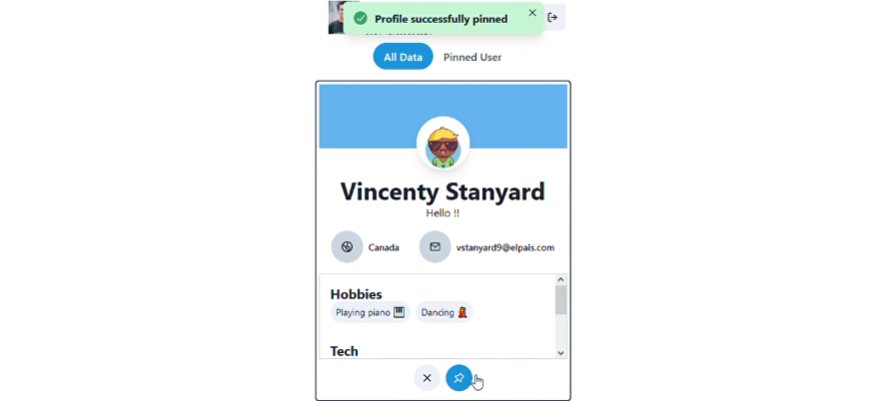 Profile successfully pinned
All Data
Pinned User
Vincenty Stanyard
Hello !!
Canada
vstanyard9@elpais.com
Hobbies
Playing piano 🎹
Dancing 💃
Tech